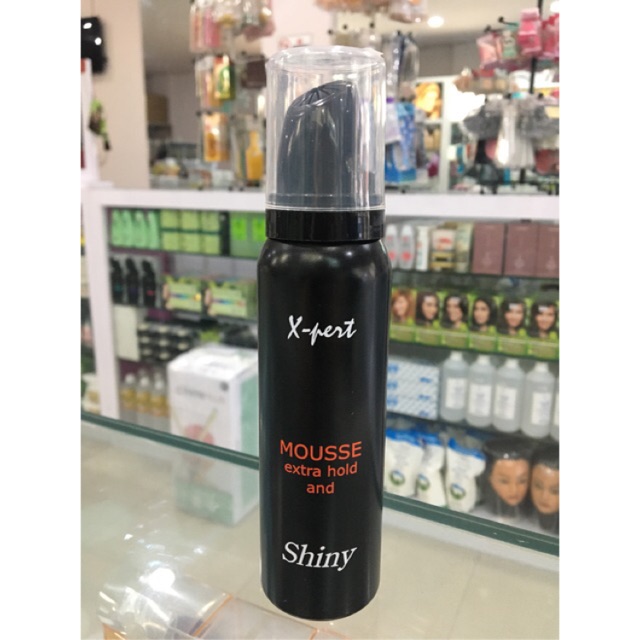 X-pert
MOUSSE
extra hold
and
Shiny